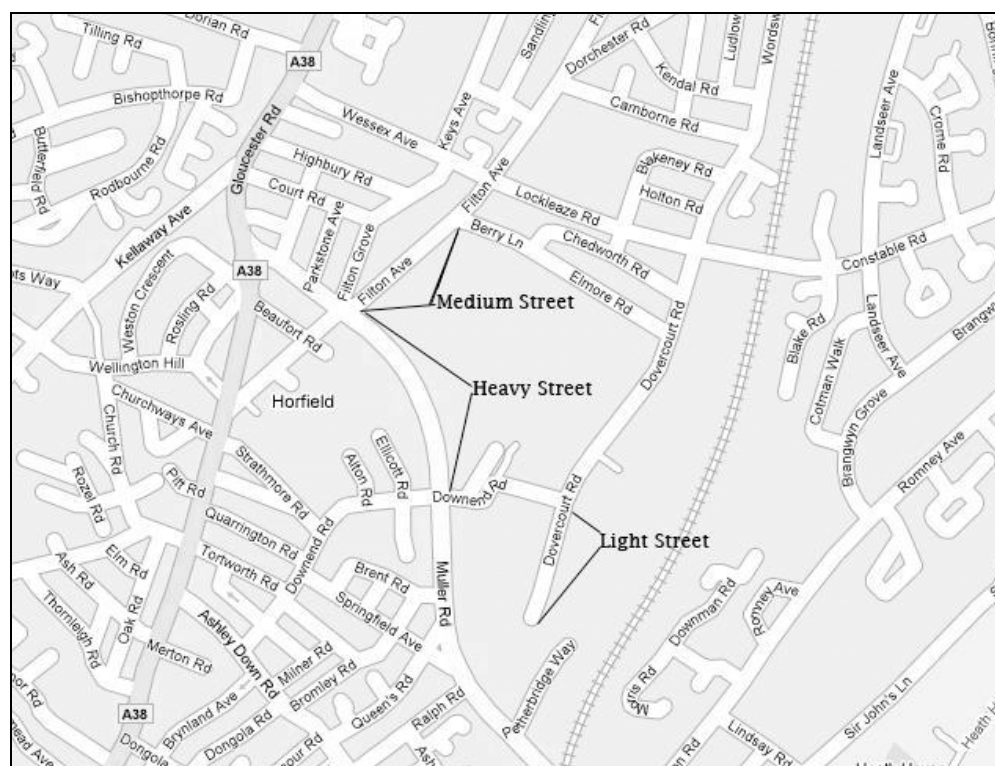 Dorian Rd
Tilling Rd
A38
Bishopthorpe Rd
Butterfield Rd
Rodbourne Rd
Gloucester Rd
Wessex Ave
Keys Ave
Dorchester Rd
Kendal Rd
Camborne Rd
Landseer Ave
Crome Rd
Highbury Rd
Court Rd
Filton Ave
Blakeney Rd
Holton Rd
Lockleaze Rd
Kellaway Ave
Parkstone Ave
Filton Grove
Filton Ave
Berry Ln
Chedworth Rd
Elmore Rd
Constable Rd
A38
Weston Crescent
Rosling Rd
Beaufort Rd
Medium Street
Dovercourt Rd
Blake Rd
Landseer Ave
Cotman Walk
Wellington Hill
Churchways Ave
Church Rd
Horfield
Heavy Street
Brangwyn Grove
Romney Ave
Strathmore Rd
Alton Rd
Ellicott Rd
Downend Rd
Rozel Rd
Pitt Rd
Quarrington Rd
Tortworth Rd
Downend Rd
Dovercourt Rd
Light Street
Ash Rd
Elm Rd
Thornleigh Rd
Oak Rd
Merton Rd
Brent Rd
Springfield Ave
Muller Rd
Ashley Down Rd
Milner Rd
Bromley Rd
Brynland Ave
Dongola Rd
Queen's Rd
Ralph Rd
Petherbridge Way
Downman Rd
Romney Ave
Morris Rd
Lindsay Rd
Sir John's Ln
A38